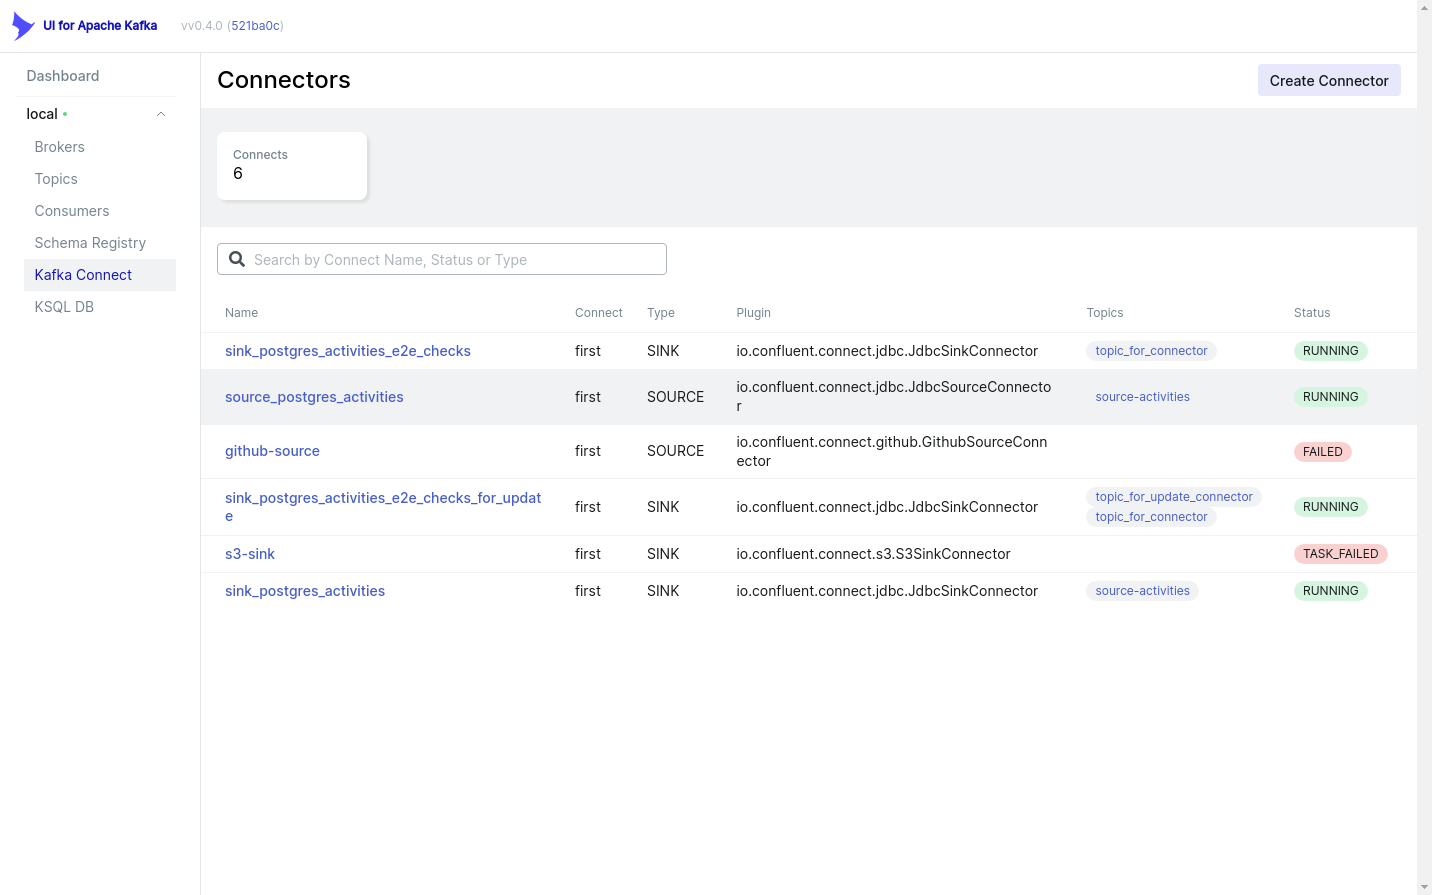 UI for Apache Kafka vv0.4.0 (521ba0c)
Dashboard
local
Brokers
Topics
Consumers
Schema Registry
Kafka Connect
KSQL DB
Connectors
Create Connector
Connects
6
Search by Connect Name, Status or Type
Name Connect Type Plugin Topics Status
sink_postgres_activities_e2e_checks first SINK io.confluent.connect.jdbc.JdbcSinkConnector topic_for_connector RUNNING
source_postgres_activities first SOURCE io.confluent.connect.jdbc.JdbcSourceConnecto source-activities RUNNING
r
github-source first SOURCE io.confluent.connect.github.GithubSourceConn FAILED
ector
sink_postgres_activities_e2e_checks_for_updat first SINK io.confluent.connect.jdbc.JdbcSinkConnector topic_for_update_connector RUNNING
e topic_for_connector
s3-sink first SINK io.confluent.connect.s3.S3SinkConnector TASK_FAILED
sink_postgres_activities first SINK io.confluent.connect.jdbc.JdbcSinkConnector source-activities RUNNING